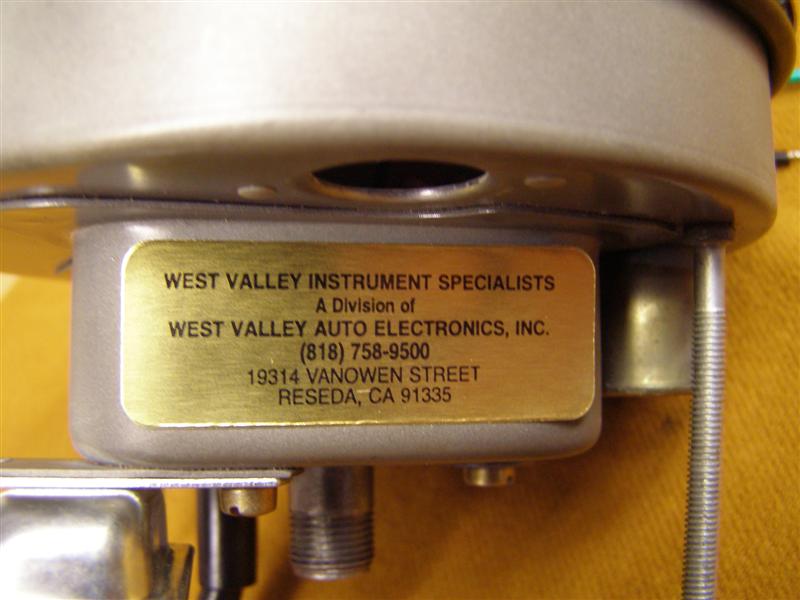 WEST VALLEY INSTRUMENT SPECIALISTS
A Division of
WEST VALLEY AUTO ELECTRONICS, INC.
(818) 758-9500
19314 VANOWEN STREET
RESEDA, CA 91335